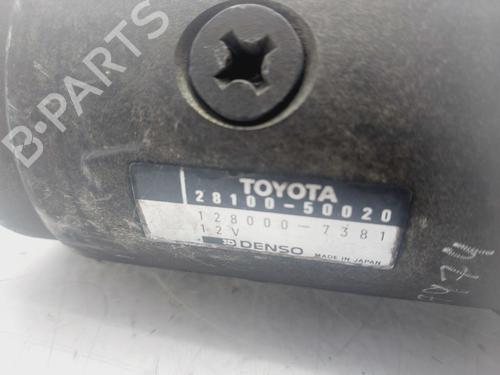 B-PARTS
TOYOTA
28100-50020
128000-7381
12V
DENSO MADE IN JAPAN